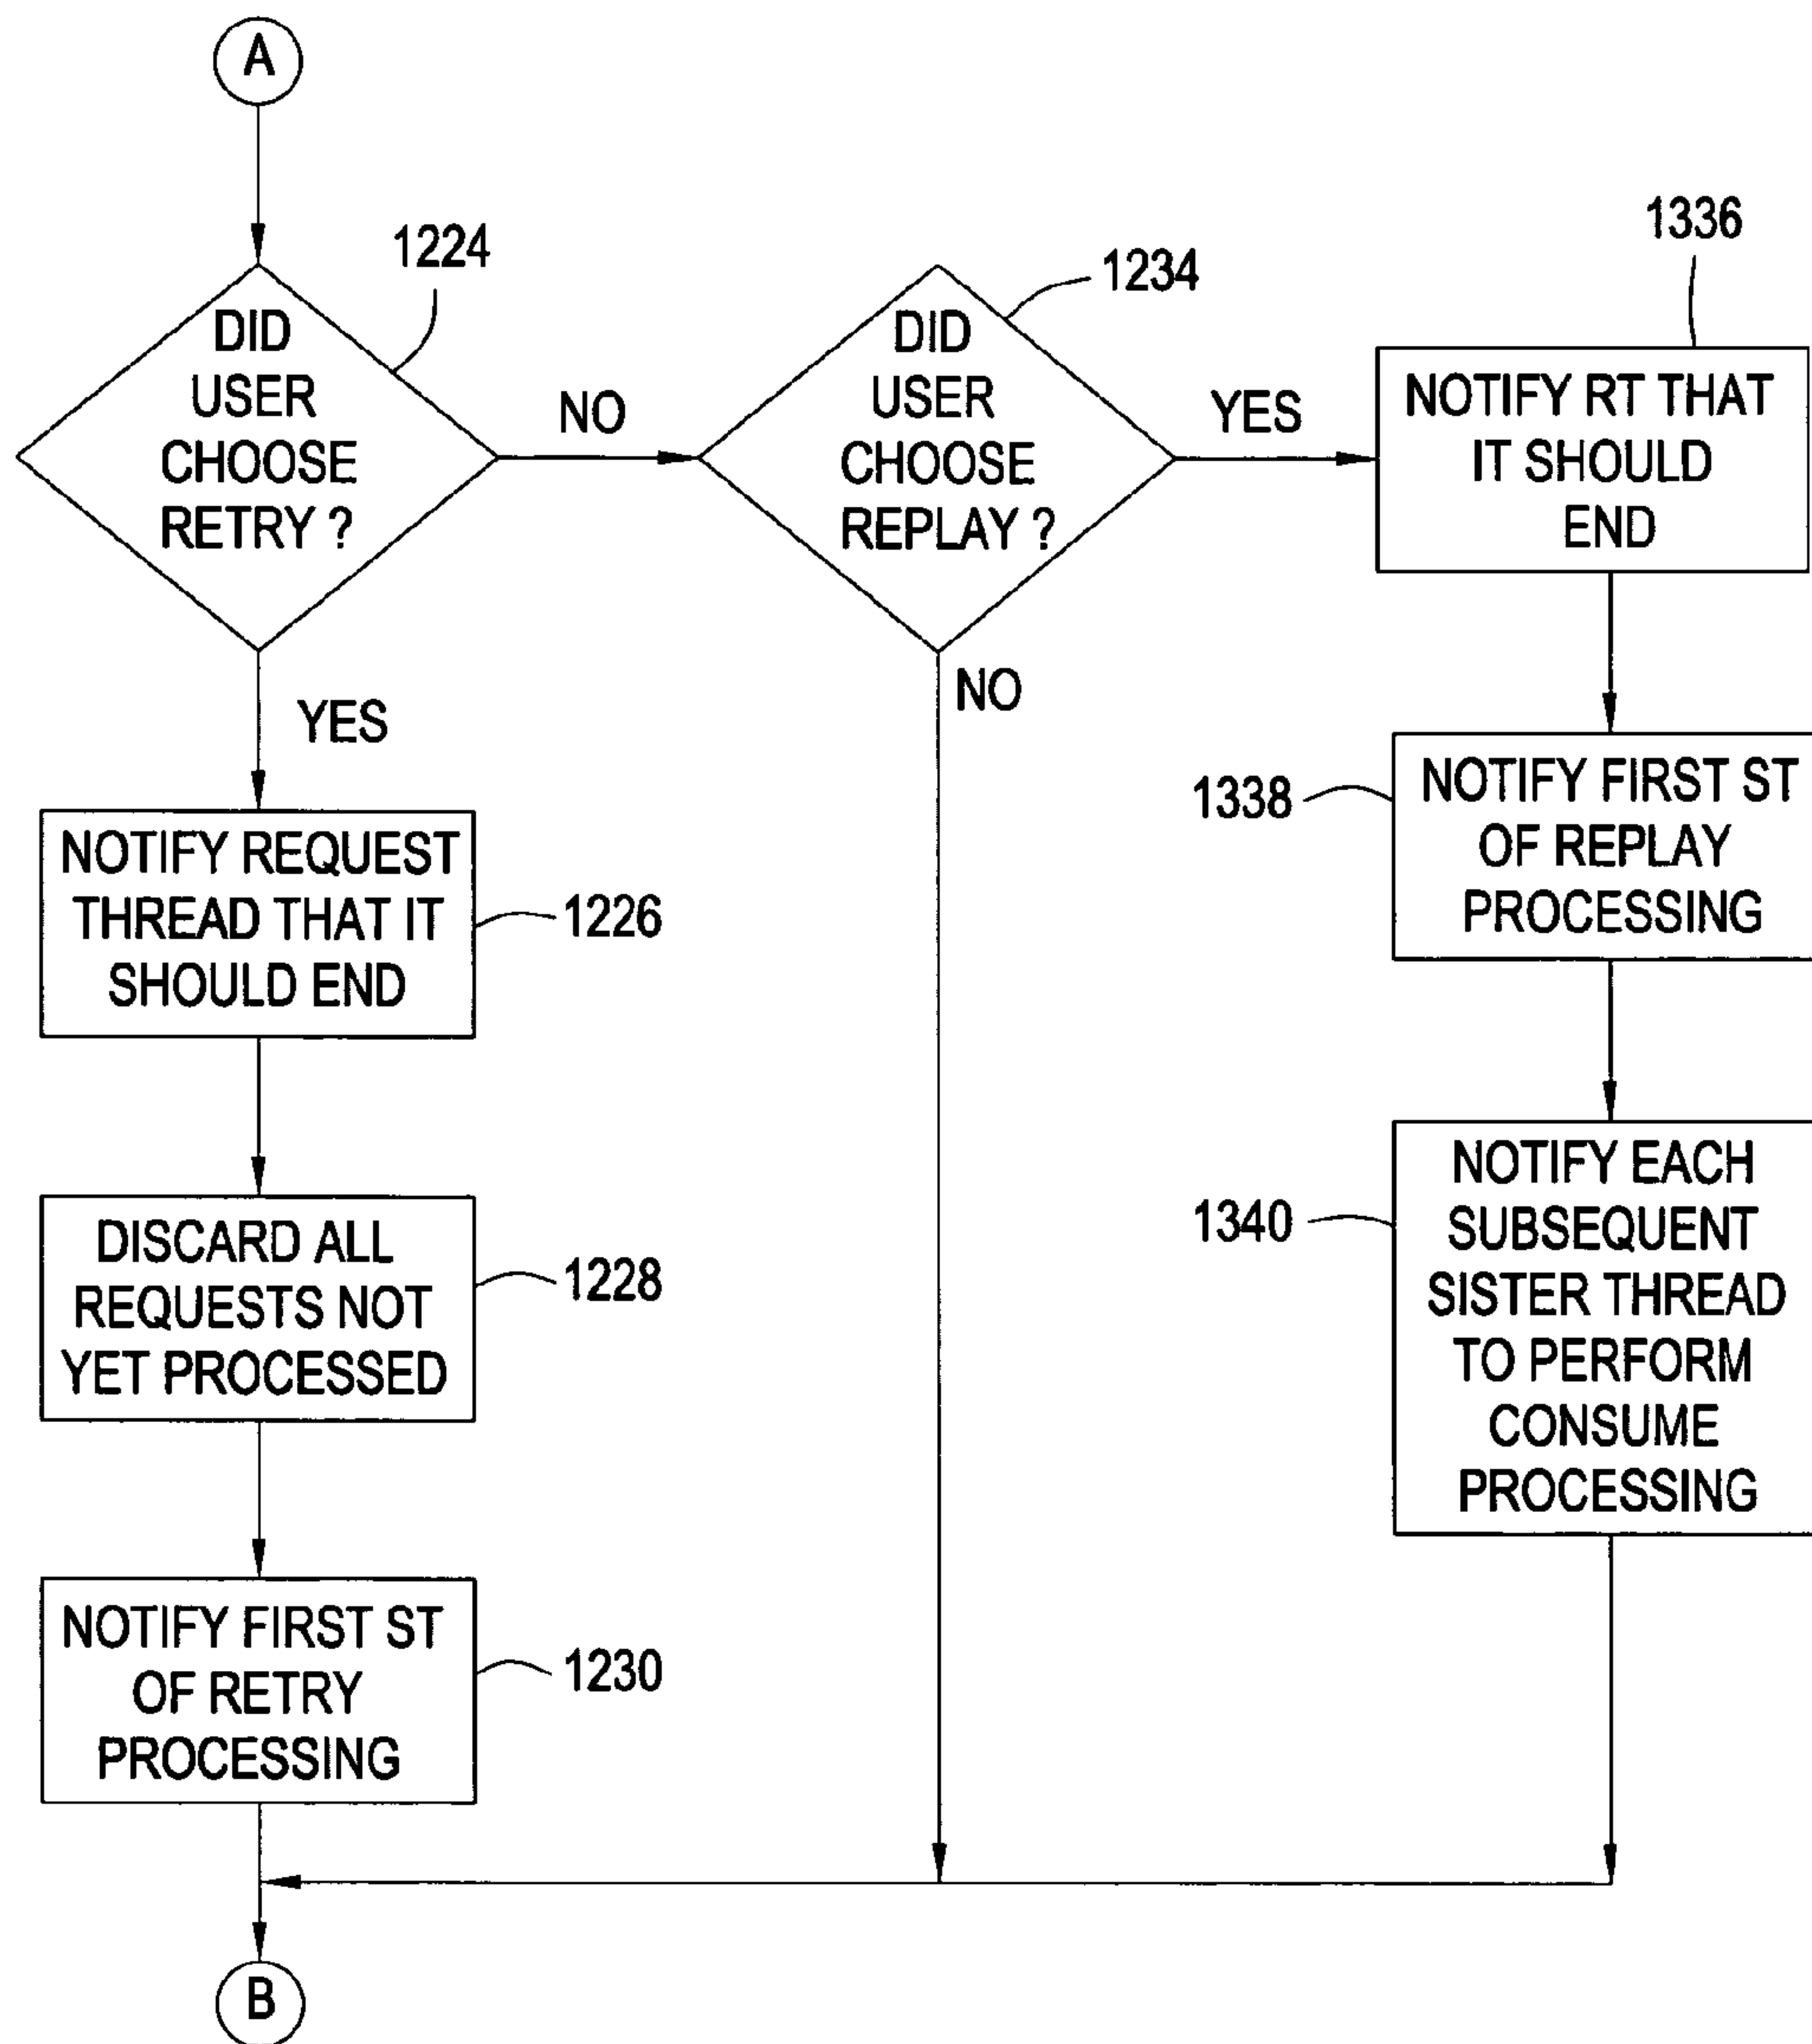 A
1224
DID
USER
CHOOSE
RETRY ?
NO
1234
DID
USER
CHOOSE
REPLAY ?
YES
1336
NOTIFY RT THAT
IT SHOULD
END
YES
NO
NOTIFY REQUEST
THREAD THAT IT
SHOULD END
1226
1338
NOTIFY FIRST ST
OF REPLAY
PROCESSING
DISCARD ALL
REQUESTS NOT
YET PROCESSED
1228
1340
NOTIFY EACH
SUBSEQUENT
SISTER THREAD
TO PERFORM
CONSUME
PROCESSING
NOTIFY FIRST ST
OF RETRY
PROCESSING
1230
B